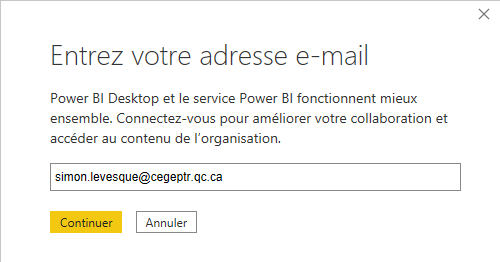 Entrez votre adresse e-mail
Power BI Desktop et le service Power BI fonctionnent mieux
ensemble. Connectez-vous pour améliorer votre collaboration et
accéder au contenu de l'organisation.
simon.levesque@cegeptr.qc.ca
Continuer
Annuler